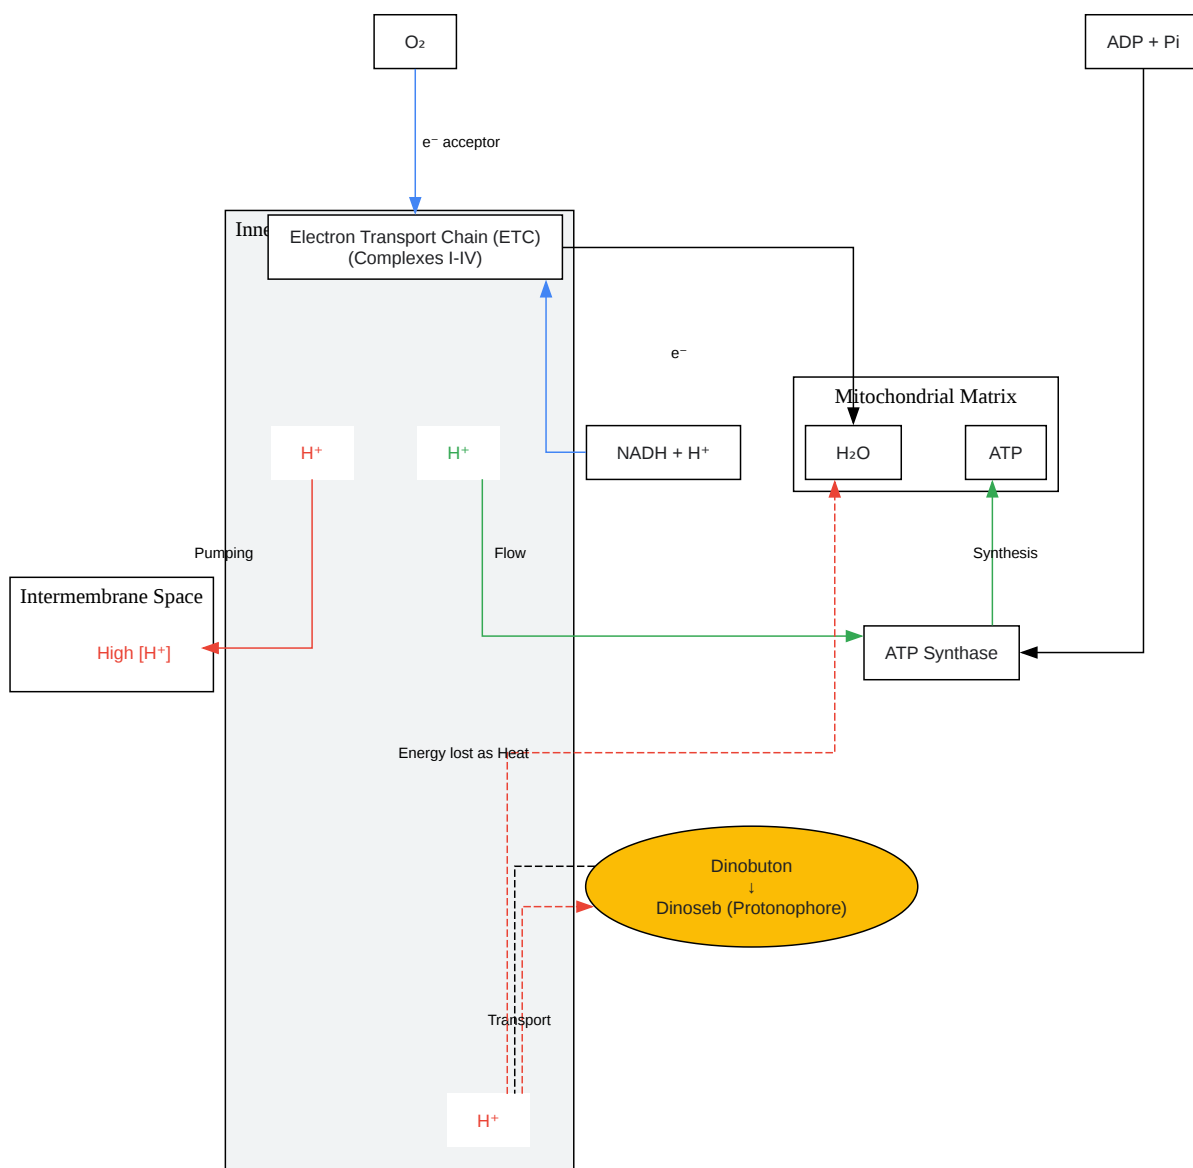 O₂
ADP + Pi
e⁻ acceptor
Inne
Electron Transport Chain (ETC)
(Complexes I-IV)
e⁻
Mitochondrial Matrix
H⁺
H⁺
NADH + H⁺
H₂O
ATP
Pumping
Flow
Synthesis
Intermembrane Space
High [H⁺]
ATP Synthase
Energy lost as Heat
Dinobuton
↓
Dinoseb (Protonophore)
Transport
H⁺